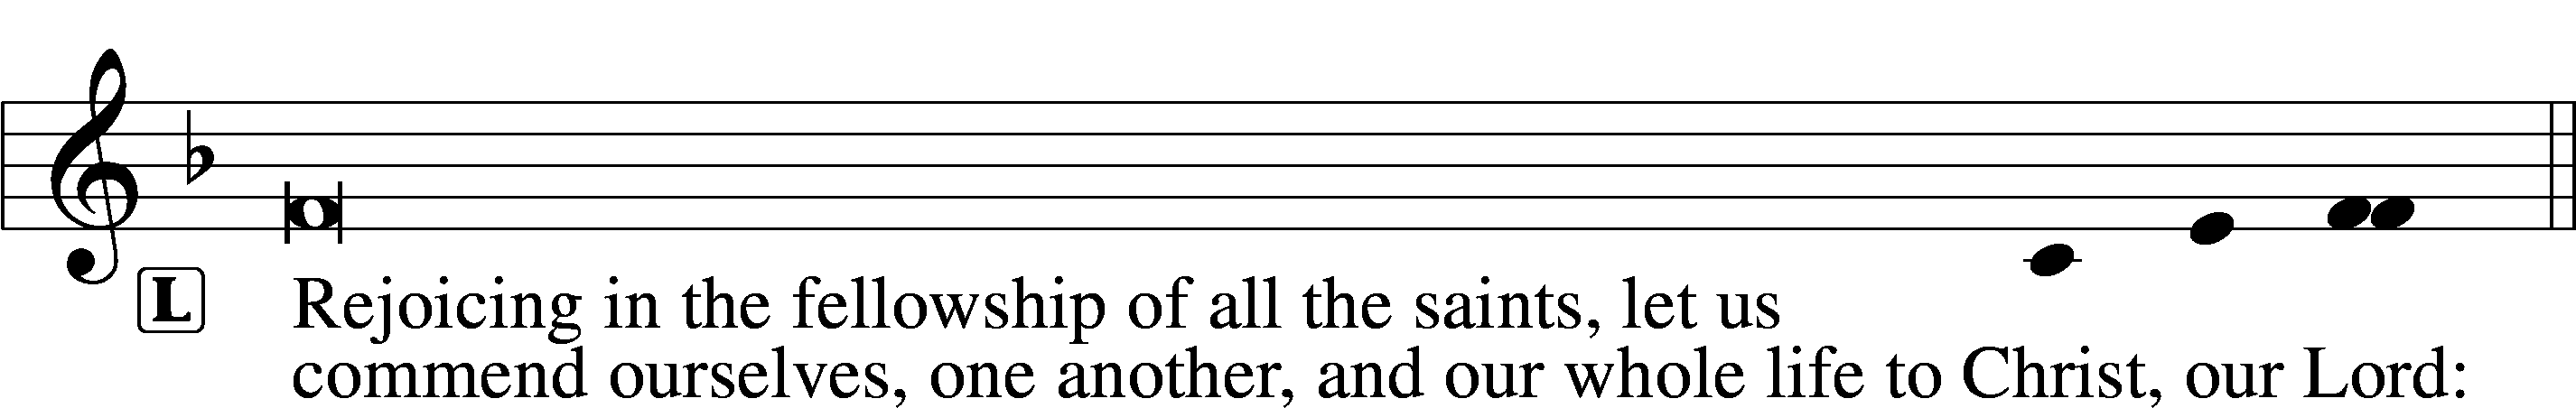 L Rejoicing in the fellowship of all the saints, let us
commend ourselves, one another, and our whole life to Christ, our Lord: